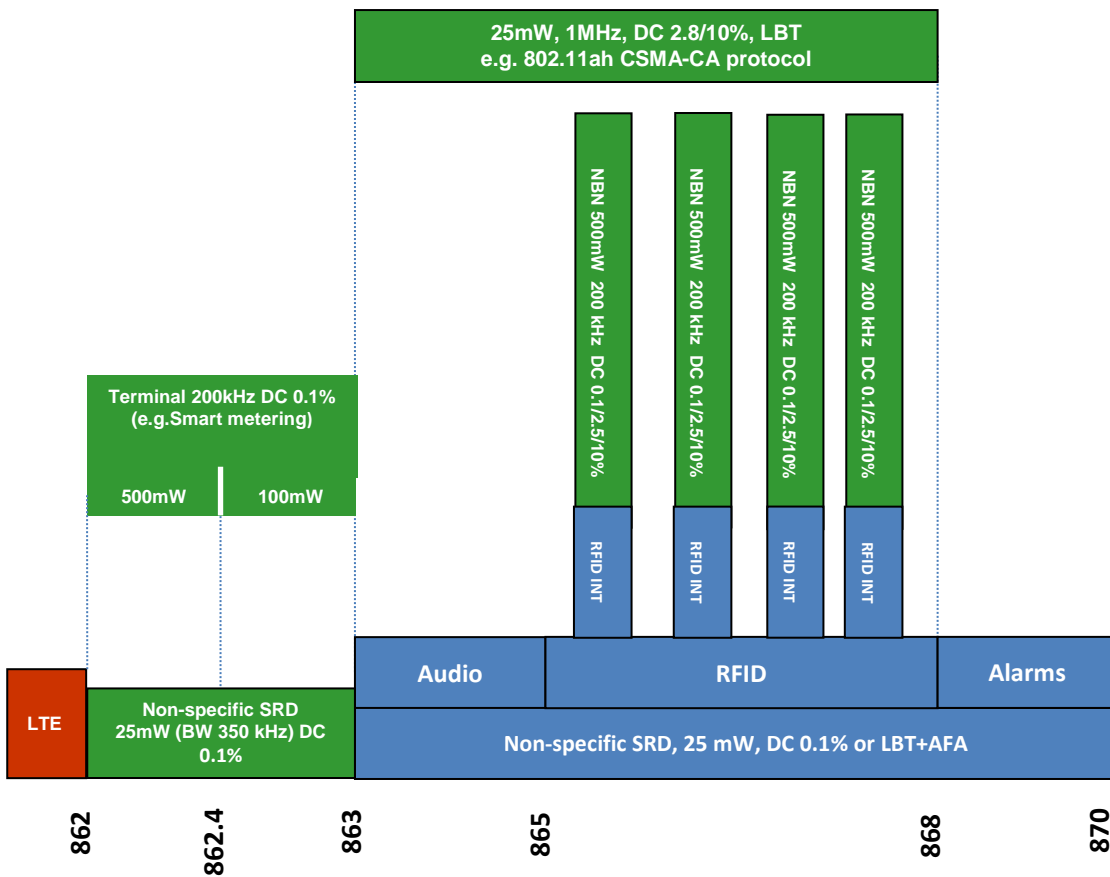 25mW, 1MHz, DC 2.8/10%, LBT
e.g. 802.11ah CSMA-CA protocol
NBN 500mW 200 kHz DC 0.1/2.5/10%
NBN 500mW 200 kHz DC 0.1/2.5/10%
NBN 500mW 200 kHz DC 0.1/2.5/10%
NBN 500mW 200 kHz DC 0.1/2.5/10%
Terminal 200kHz DC 0.1%
(e.g.Smart metering)
500mW
100mW
RFID INT
RFID INT
RFID INT
RFID INT
Audio
RFID
Alarms
LTE
Non-specific SRD
25mW (BW 350 kHz) DC
0.1%
Non-specific SRD, 25 mW, DC 0.1% or LBT+AFA
862
862.4
863
865
868
870